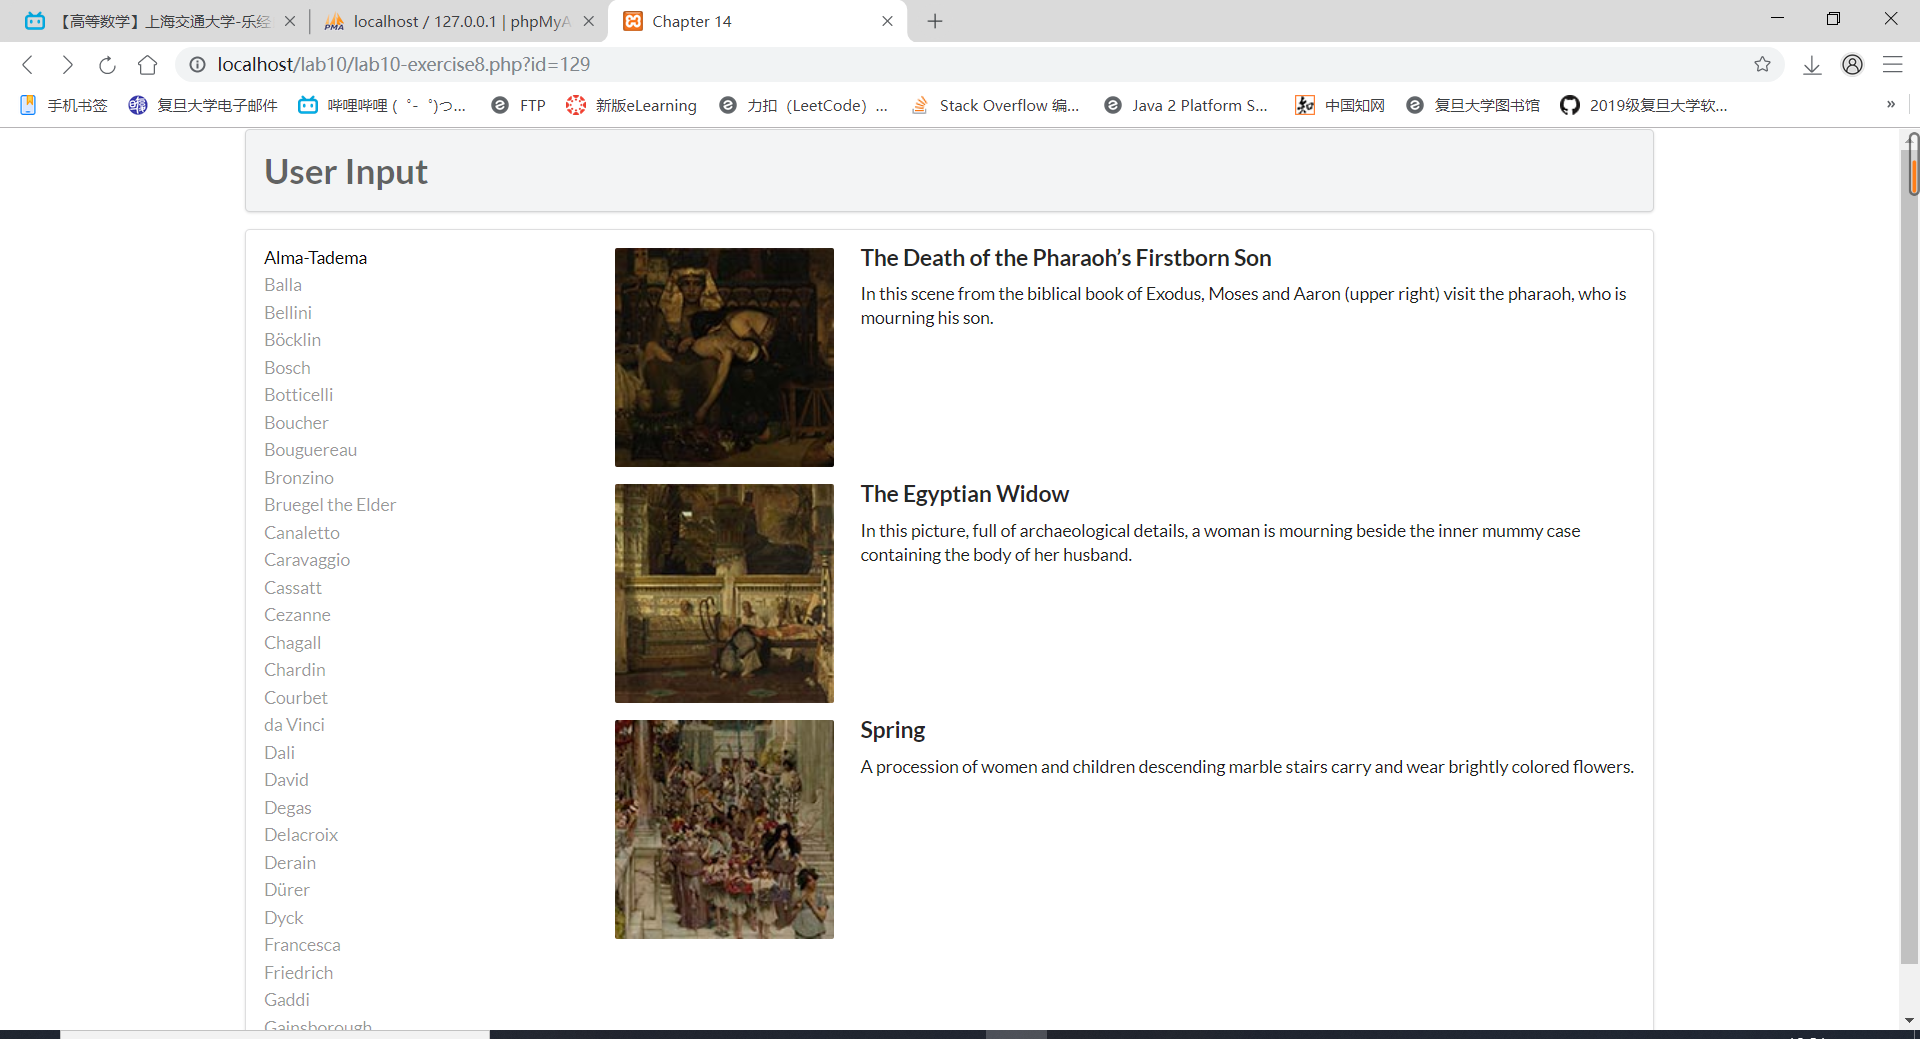 【高等数学】上海交通大学-乐经
localhost / 127.0.0.1 | phpMyA
Chapter 14
localhost/lab10/lab10-exercise8.php?id=129
手机书签 复旦大学电子邮件 哔哩哔哩 ( ゜- ゜)つ... FTP 新版eLearning 力扣（LeetCode）... Stack Overflow 编... Java 2 Platform S... 中国知网 复旦大学图书馆 2019级复旦大学软... »
User Input
Alma-Tadema
Balla
Bellini
Böcklin
Bosch
Botticelli
Boucher
Bouguereau
Bronzino
Bruegel the Elder
Canaletto
Caravaggio
Cassatt
Cezanne
Chagall
Chardin
Courbet
da Vinci
Dali
David
Degas
Delacroix
Derain
Dürer
Dyck
Francesca
Friedrich
Gaddi
Gainsborough
The Death of the Pharaoh’s Firstborn Son
In this scene from the biblical book of Exodus, Moses and Aaron (upper right) visit the pharaoh, who is
mourning his son.
The Egyptian Widow
In this picture, full of archaeological details, a woman is mourning beside the inner mummy case
containing the body of her husband.
Spring
A procession of women and children descending marble stairs carry and wear brightly colored flowers.